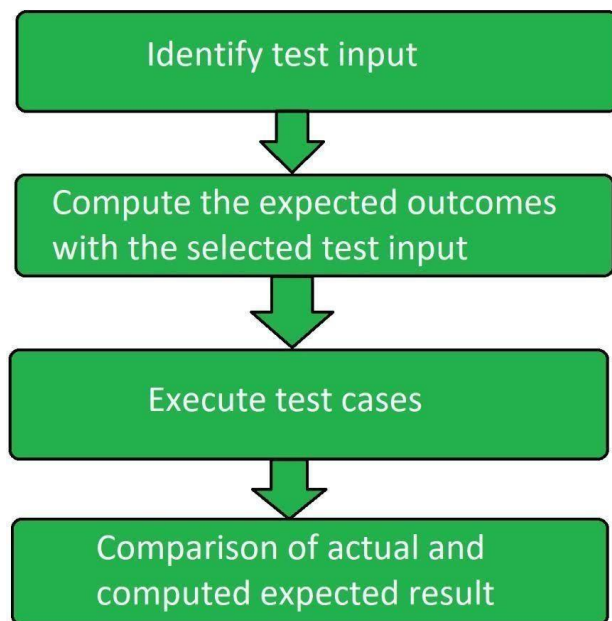 Identify test input
Compute the expected outcomes
with the selected test input
Execute test cases
Comparison of actual and
computed expected result